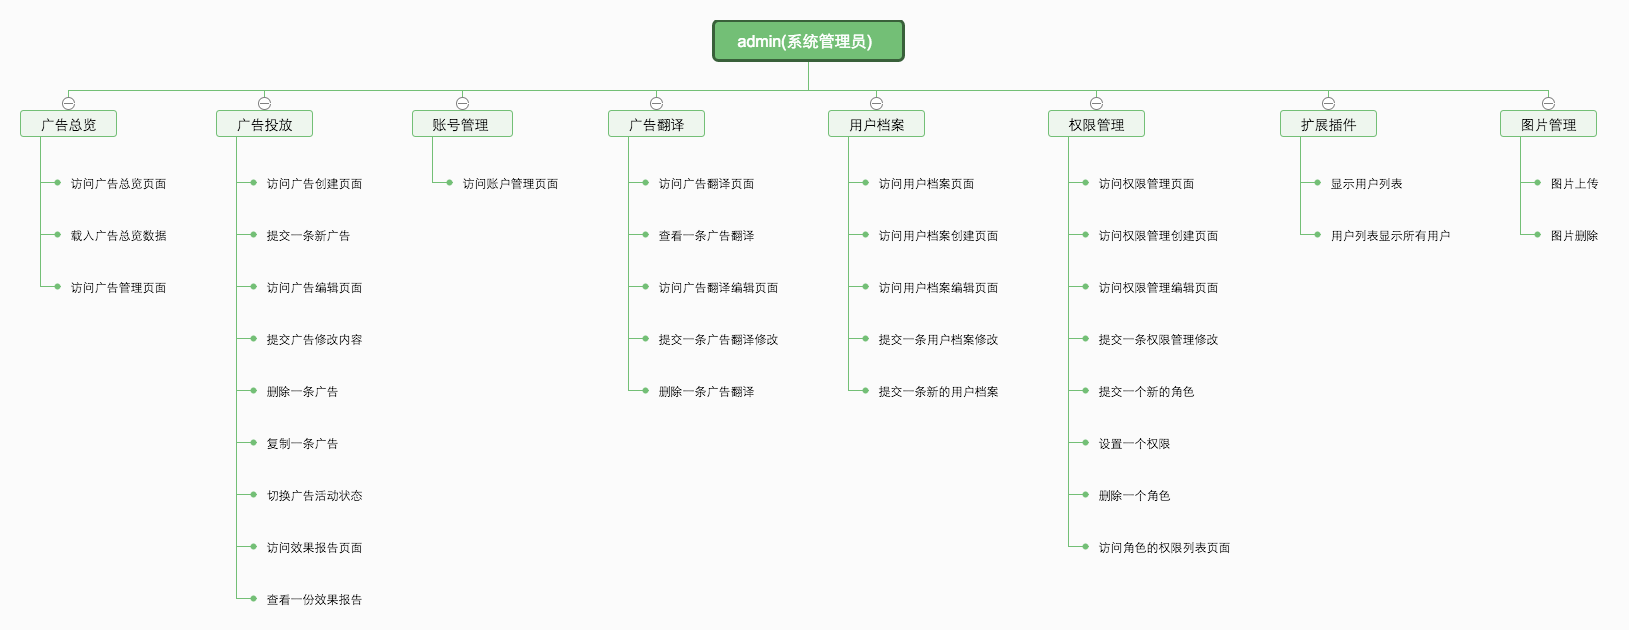 admin(系统管理员)
广告总览
访问广告总览页面
载入广告总览数据
访问广告管理页面
广告投放
访问广告创建页面
提交一条新广告
访问广告编辑页面
提交广告修改内容
删除一条广告
复制一条广告
切换广告活动状态
访问效果报告页面
查看一份效果报告
账号管理
访问账户管理页面
广告翻译
访问广告翻译页面
查看一条广告翻译
访问广告翻译编辑页面
提交一条广告翻译修改
删除一条广告翻译
用户档案
访问用户档案页面
访问用户档案创建页面
访问用户档案编辑页面
提交一条用户档案修改
提交一条新的用户档案
权限管理
访问权限管理页面
访问权限管理创建页面
访问权限管理编辑页面
提交一条权限管理修改
提交一个新的角色
设置一个权限
删除一个角色
访问角色的权限列表页面
扩展插件
显示用户列表
用户列表显示所有用户
图片管理
图片上传
图片删除